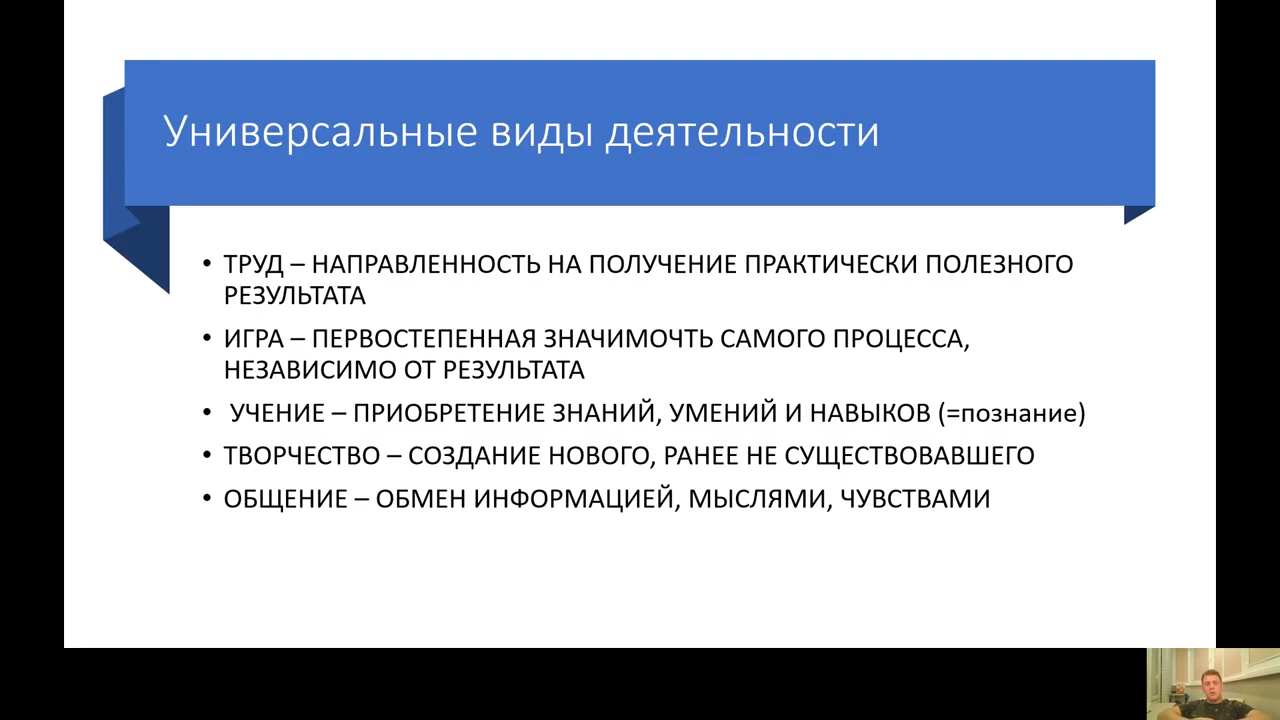 Универсальные виды деятельности
• ТРУД – НАПРАВЛЕННОСТЬ НА ПОЛУЧЕНИЕ ПРАКТИЧЕСКИ ПОЛЕЗНОГО
РЕЗУЛЬТАТА
• ИГРА – ПЕРВОСТЕПЕННАЯ ЗНАЧИМОЧТЬ САМОГО ПРОЦЕССА,
НЕЗАВИСИМО ОТ РЕЗУЛЬТАТА
• УЧЕНИЕ – ПРИОБРЕТЕНИЕ ЗНАНИЙ, УМЕНИЙ И НАВЫКОВ (=познание)
• ТВОРЧЕСТВО – СОЗДАНИЕ НОВОГО, РАНЕЕ НЕ СУЩЕСТВОВАВШЕГО
• ОБЩЕНИЕ – ОБМЕН ИНФОРМАЦИЕЙ, МЫСЛЯМИ, ЧУВСТВАМИ